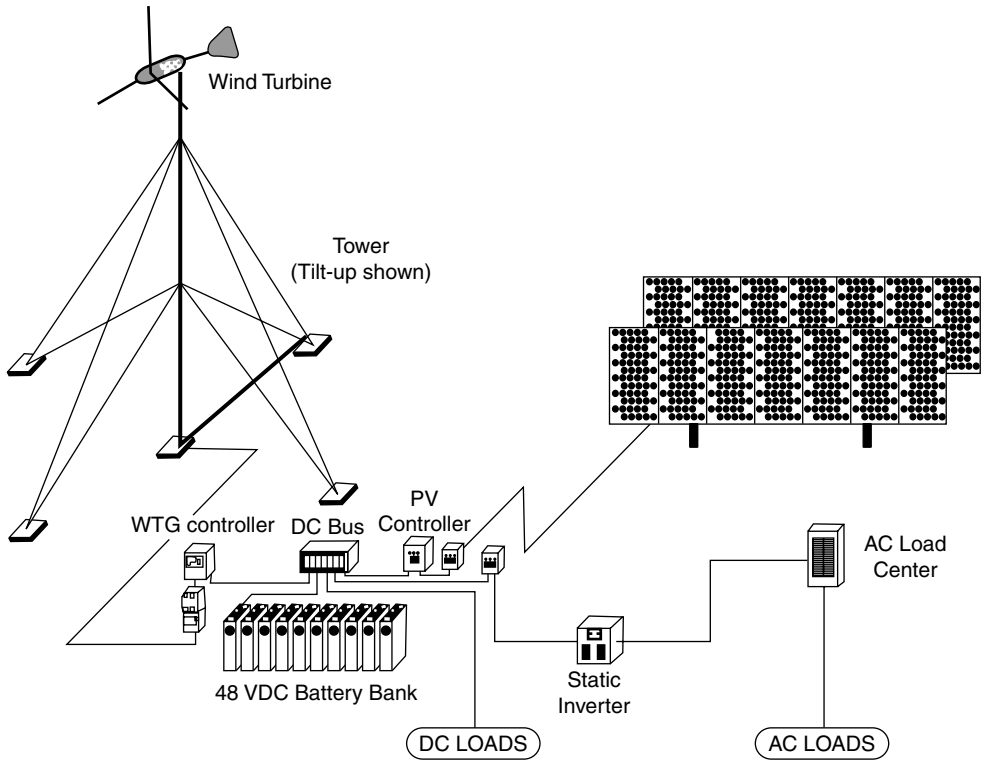 Wind Turbine
Tower
(Tilt-up shown)
WTG controller
DC Bus
PV
Controller
AC Load
Center
48 VDC Battery Bank
Static
Inverter
DC LOADS
AC LOADS